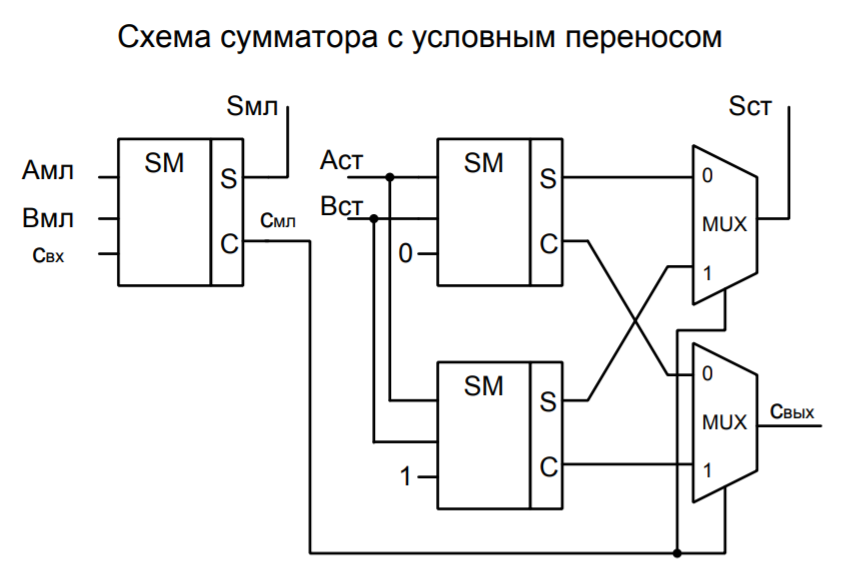 Схема сумматора с условным переносом
Sмл
Sст
Aмл
SM
S
Aст
SM
S
0
Bмл
Bст
MUX
cвх
C
cмл
0
C
1
SM
S
0
MUX
cвых
1
C
1